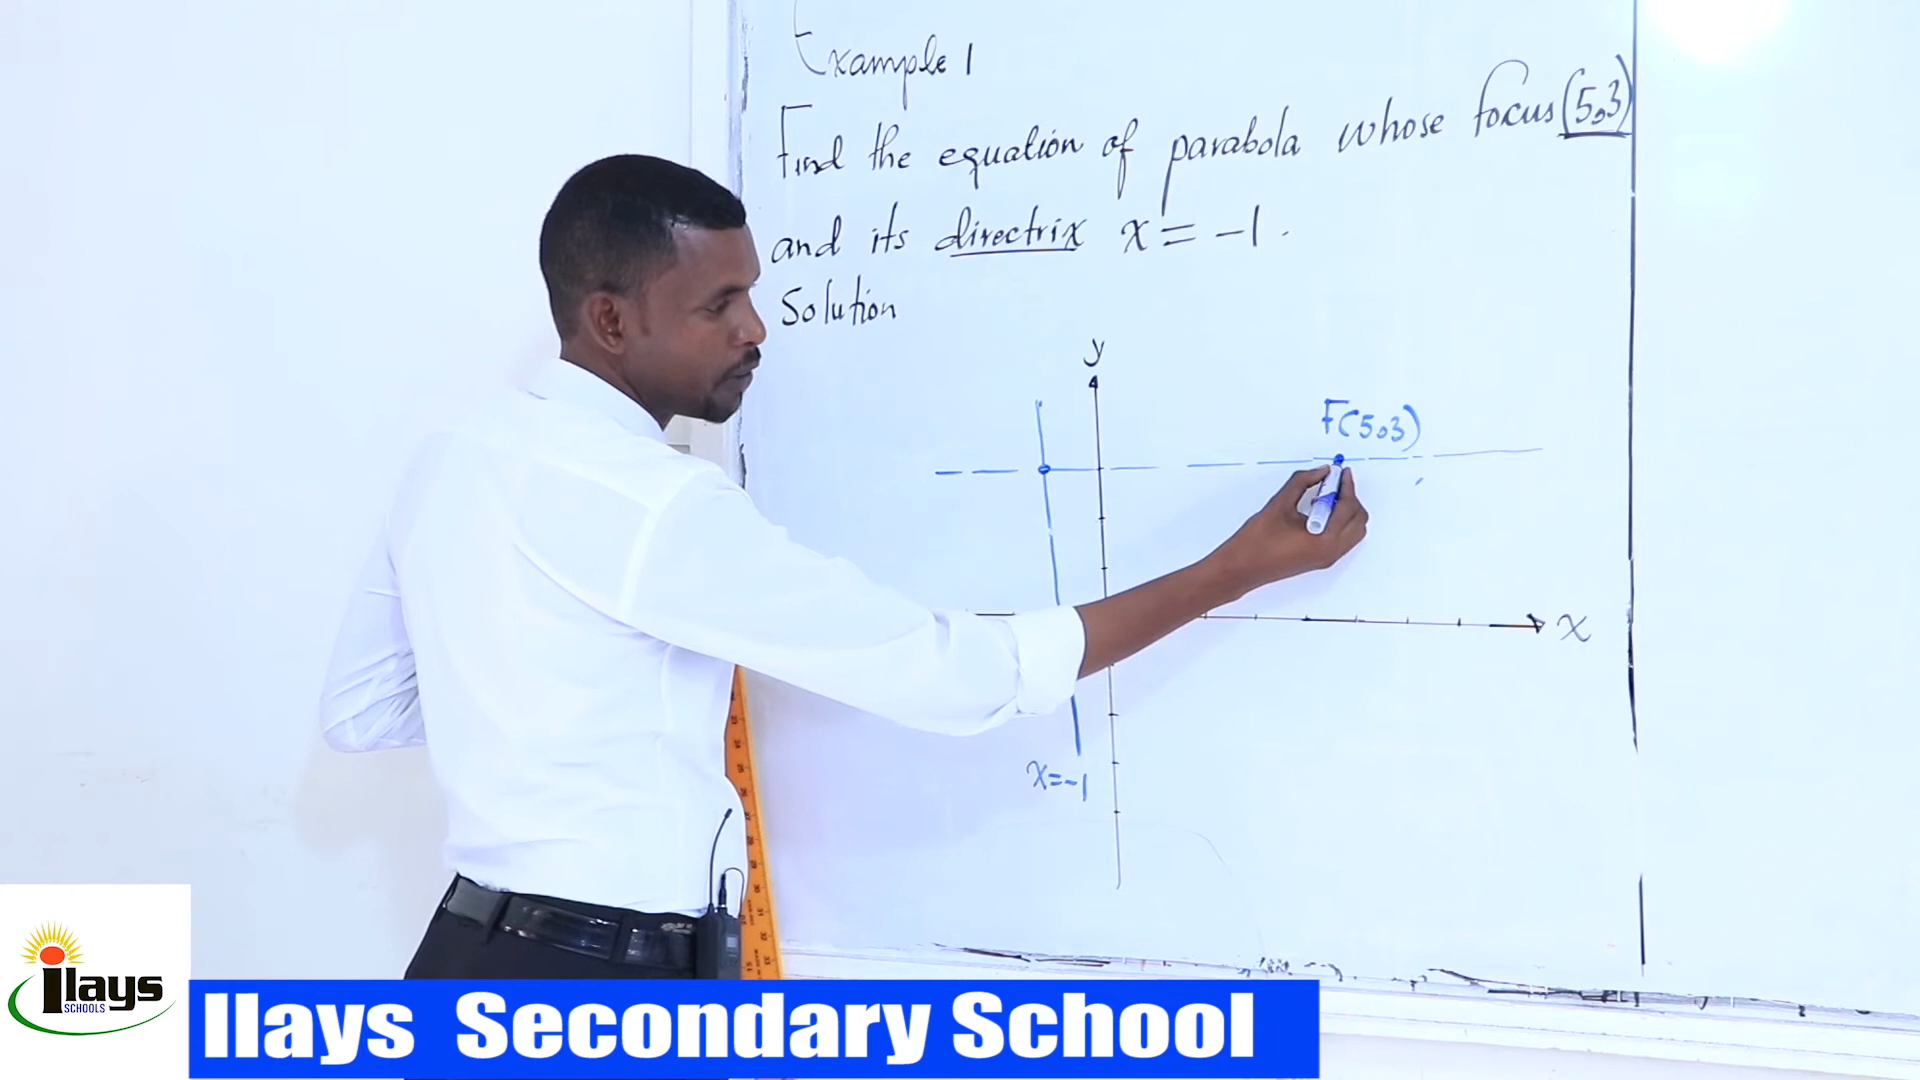 Example 1
Find the equation of parabola whose focus (5,3)
and its directrix x = -1.
Solution
y
F(5,3)
x
x=-1
ilays
SCHOOLS
Ilays Secondary School